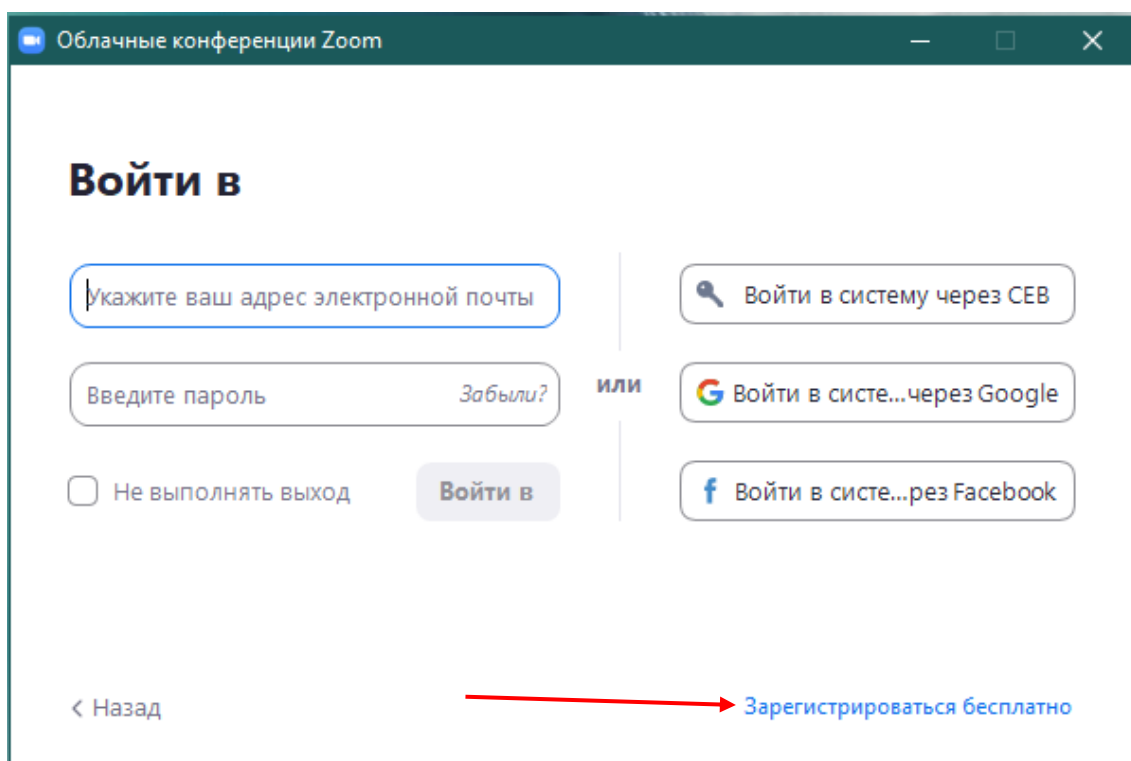 Облачные конференции Zoom
Войти в
Укажите ваш адрес электронной почты
Введите пароль Забыли?
Не выполнять выход Войти в
или
Войти в систему через СЕВ
Войти в систе...через Google
Войти в систе...рез Facebook
Назад
Зарегистрироваться бесплатно